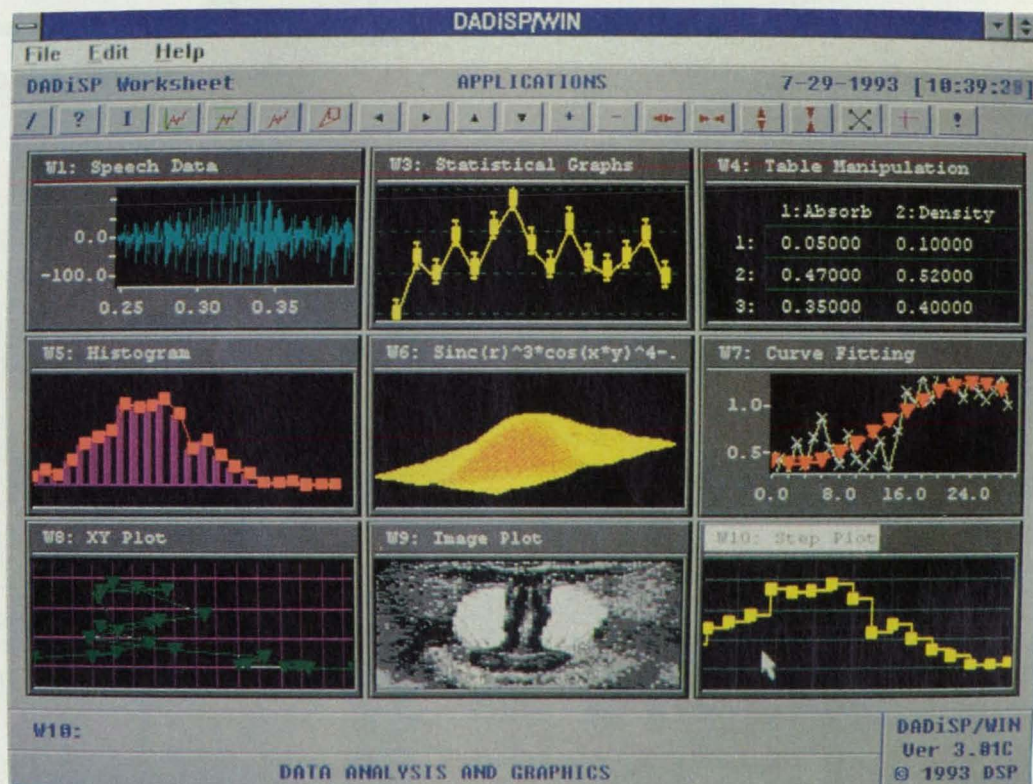 DADiSP/WIN
File Edit Help
DADiSP Worksheet APPLICATIONS 7-29-1993 [10:39:28]
/ ? I + - !
W1: Speech Data
0.0-
-100.0-
0.25 0.30 0.35
W3: Statistical Graphs
W4: Table Manipulation
1:Absorb 2:Density
1: 0.05000 0.10000
2: 0.47000 0.52000
3: 0.35000 0.40000
W5: Histogram
W6: Sinc(r)^3*cos(x*y)^4-.
W7: Curve Fitting
1.0-
0.5-
0.0 8.0 16.0 24.0
W8: XY Plot
W9: Image Plot
W10: Step Plot
W10:
DATA ANALYSIS AND GRAPHICS
DADiSP/WIN
Ver 3.01C
© 1993 DSP